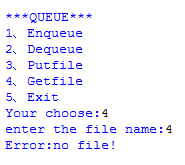 ***QUEUE***
1、Enqueue
2、Dequeue
3、Putfile
4、Getfile
5、Exit
Your choose:4
enter the file name:4
Error:no file!